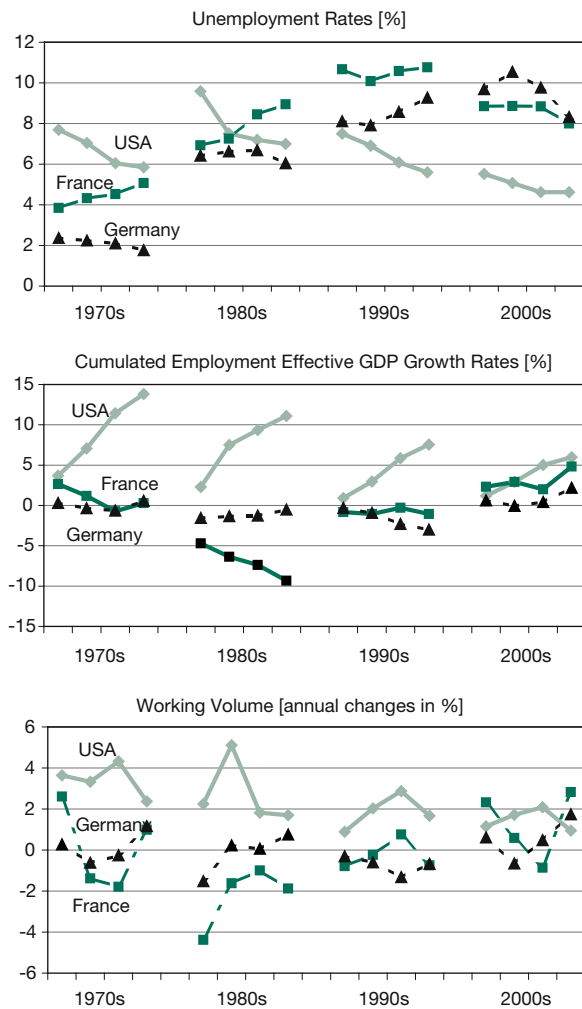 Unemployment Rates [%]
12
10
8
6
4
2
0
USA
France
Germany
1970s 1980s 1990s 2000s
Cumulated Employment Effective GDP Growth Rates [%]
15
10
5
0
-5
-10
-15
USA
France
Germany
1970s 1980s 1990s 2000s
Working Volume [annual changes in %]
6
4
2
0
-2
-4
-6
USA
Germany
France
1970s 1980s 1990s 2000s